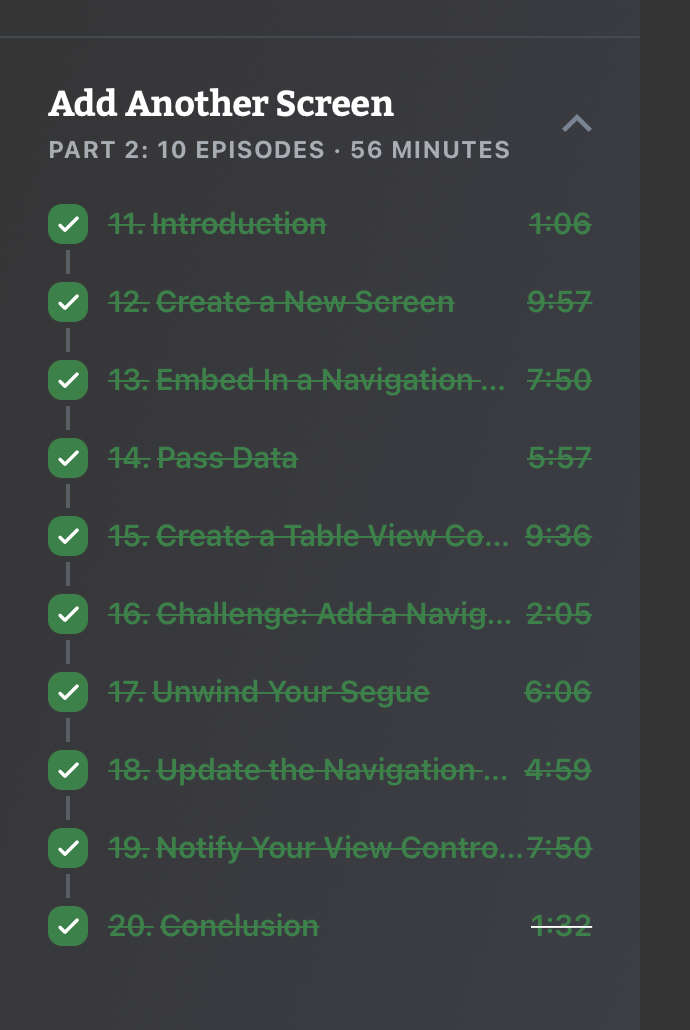 Add Another Screen
PART 2: 10 EPISODES · 56 MINUTES
11. Introduction 1:06
12. Create a New Screen 9:57
13. Embed In a Navigation ... 7:50
14. Pass Data 5:57
15. Create a Table View Co... 9:36
16. Challenge: Add a Navig... 2:05
17. Unwind Your Segue 6:06
18. Update the Navigation ... 4:59
19. Notify Your View Contro... 7:50
20. Conclusion 1:32